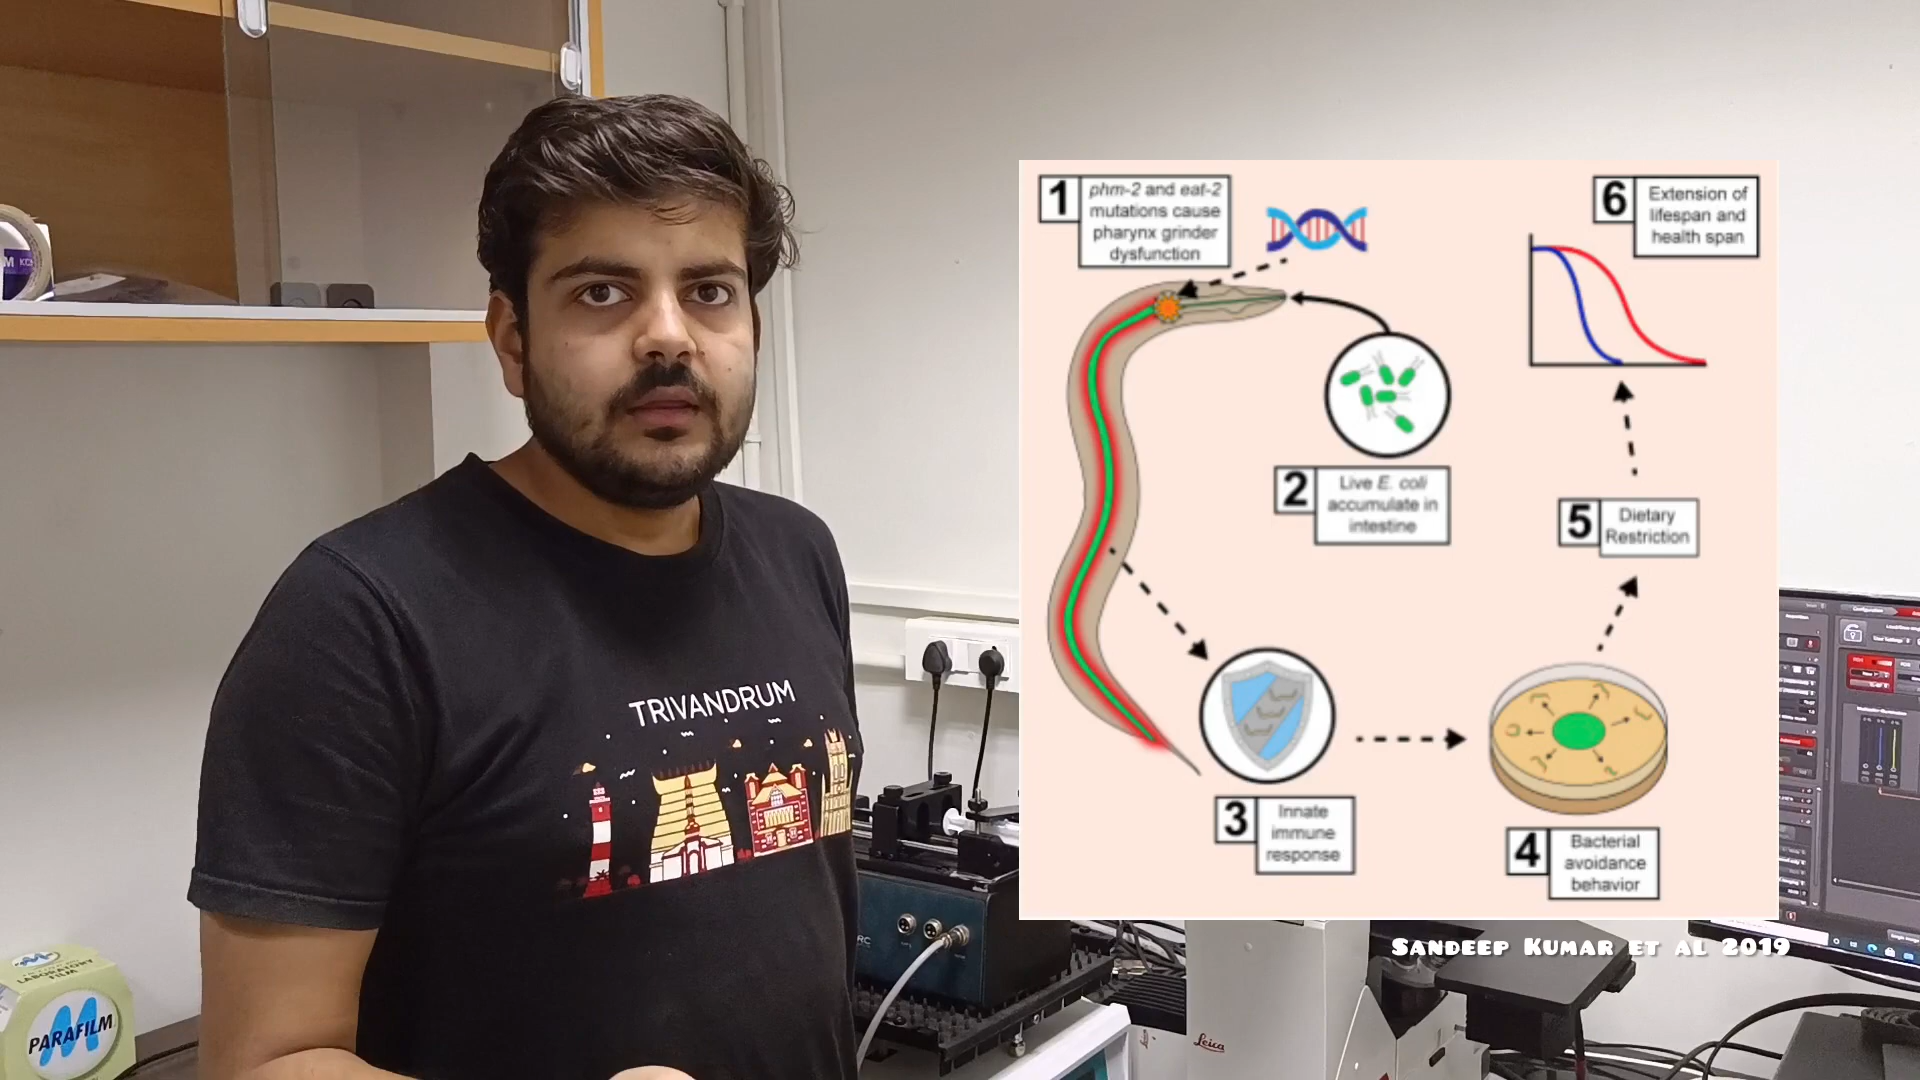 1
phm-2 and eat-2
mutations cause
pharynx grinder
dysfunction
6
Extension of
lifespan and
health span
2
Live E. coli
accumulate in
intestine
5
Dietary
Restriction
3
Innate
immune
response
4
Bacterial
avoidance
behavior
SANDEEP KUMAR ET AL 2019
TRIVANDRUM
LABORATORY
FILM
PARAFILM
Leica